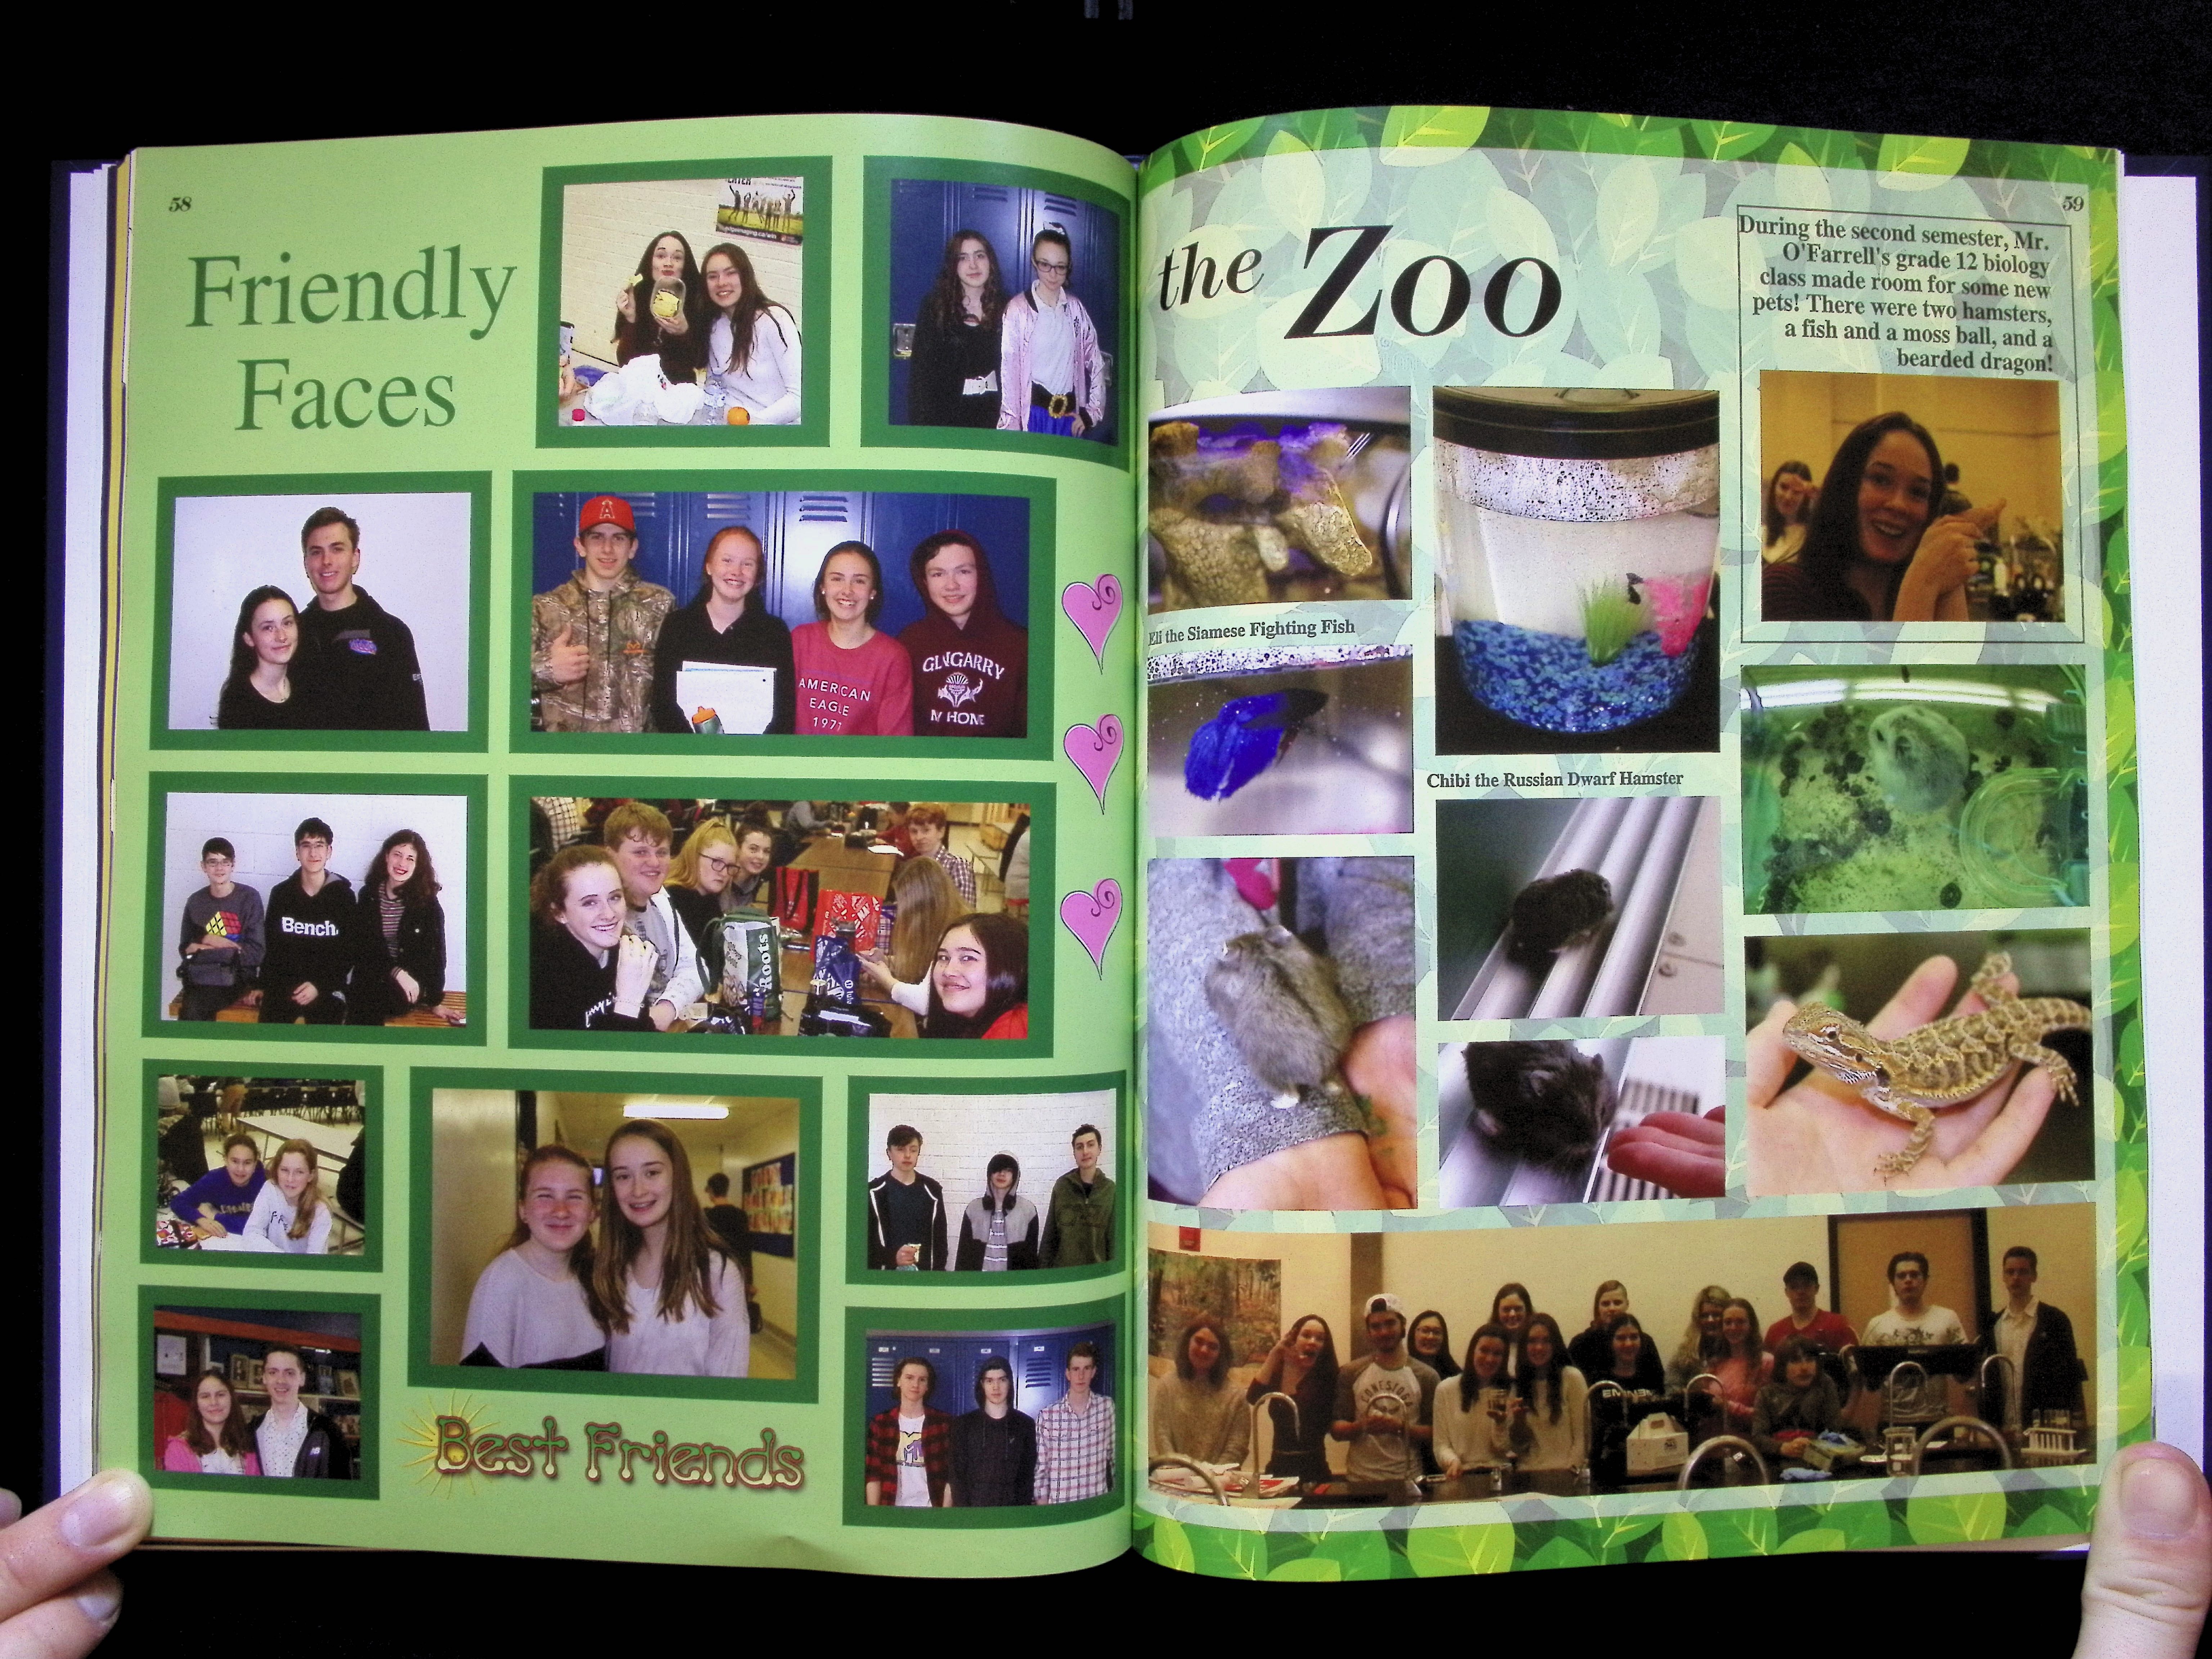 58
Friendly
Faces
A
AMERICAN
EAGLE
GLENGARRY
MY HOME
Bench.
Roots
Best Friends
59
the Zoo
During the second semester, Mr.
O'Farrell's grade 12 biology
class made room for some new
pets! There were two hamsters,
a fish and a moss ball, and a
bearded dragon!
Eli the Siamese Fighting Fish
Chibi the Russian Dwarf Hamster
EMINEM